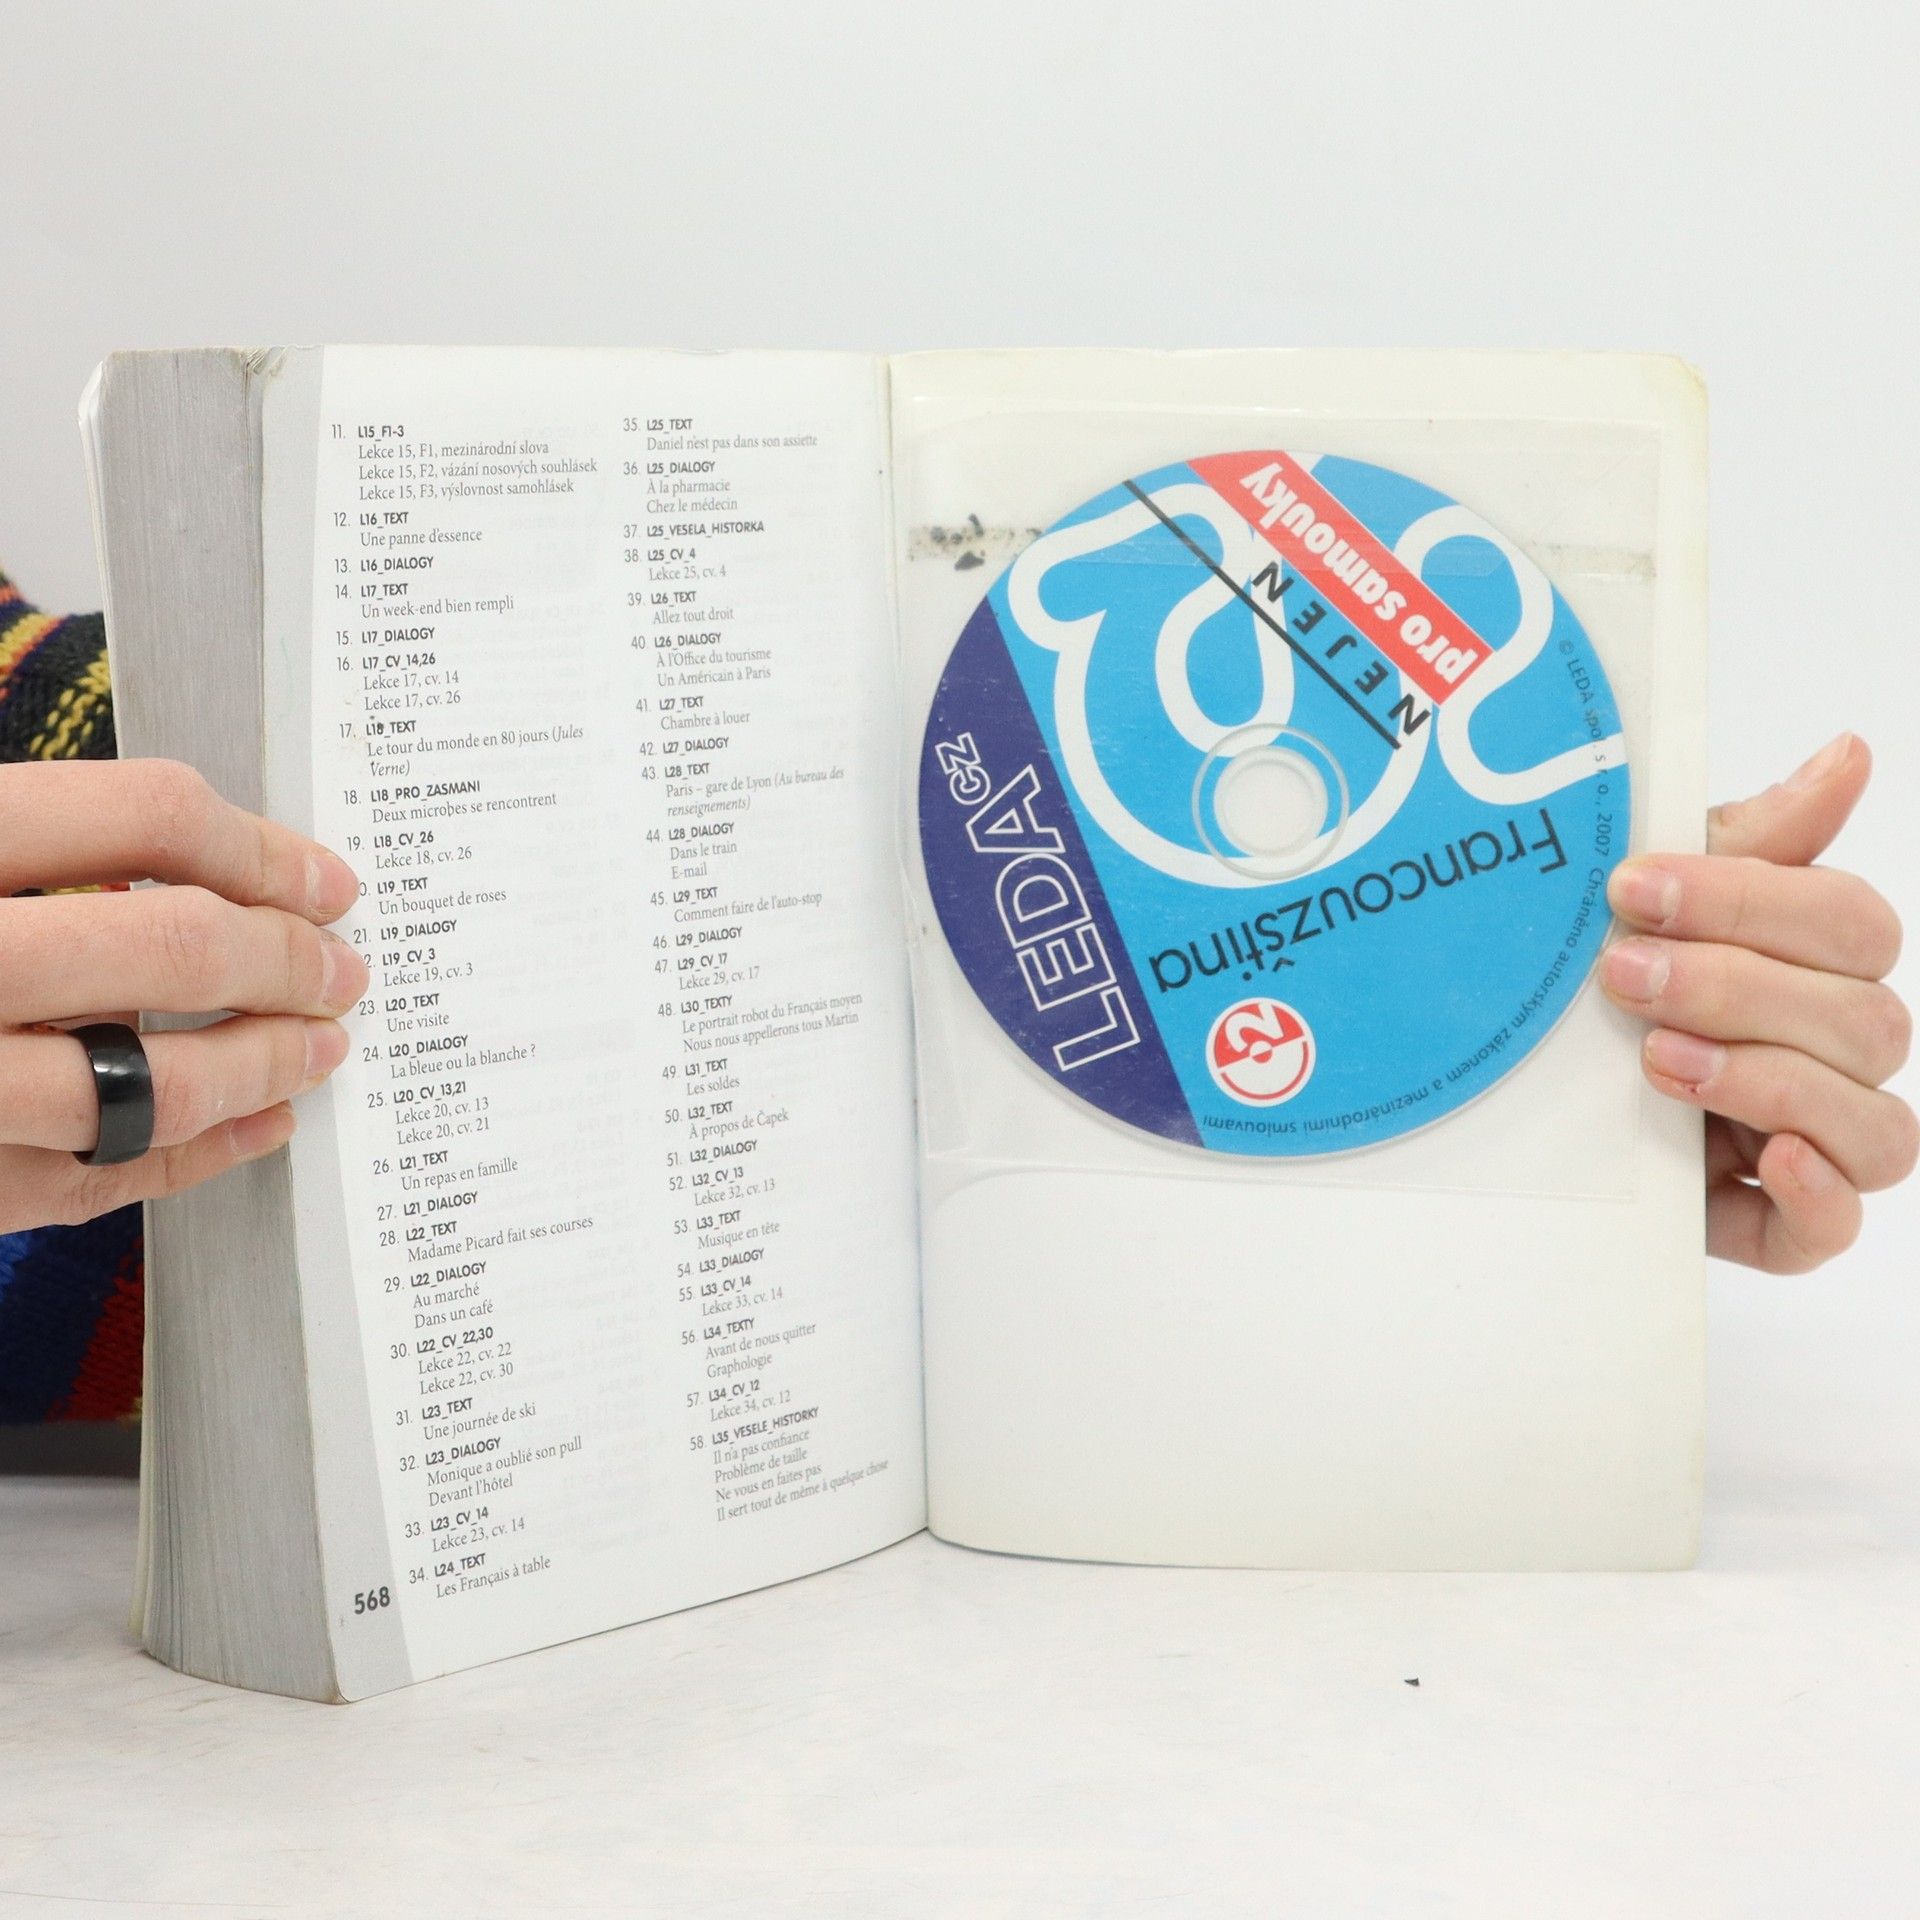 11. L15_F1-3
Lekce 15, F1, mezinárodní slova
Lekce 15, F2, vázání nosových souhlásek
Lekce 15, F3, výslovnost samohlásek
12. L16_TEXT
Une panne d'essence
13. L16_DIALOGY
14. L17_TEXT
Un week-end bien rempli
15. L17_DIALOGY
16. L17_CV_14,26
Lekce 17, cv. 14
Lekce 17, cv. 26
17. L18_TEXT
Le tour du monde en 80 jours (Jules
Verne)
18. L18_PRO_ZASMANI
Deux microbes se rencontrent
19. L18_CV_26
Lekce 18, cv. 26
0. L19_TEXT
Un bouquet de roses
21. L19_DIALOGY
2. L19_CV_3
Lekce 19, cv. 3
23. L20_TEXT
Une visite
24. L20_DIALOGY
La bleue ou la blanche ?
25. L20_CV_13,21
Lekce 20, cv. 13
Lekce 20, cv. 21
26. L21_TEXT
Un repas en famille
27. L21_DIALOGY
28. L22_TEXT
Madame Picard fait ses courses
29. L22_DIALOGY
Au marché
Dans un café
30. L22_CV_22,30
Lekce 22, cv. 22
Lekce 22, cv. 30
31. L23_TEXT
Une journée de ski
32. L23_DIALOGY
Monique a oublié son pull
Devant l'hôtel
33. L23_CV_14
Lekce 23, cv. 14
34. L24_TEXT
Les Français à table
568
35. L25_TEXT
Daniel n'est pas dans son assiette
36. L25_DIALOGY
À la pharmacie
Chez le médecin
37. L25_VESELA_HISTORKA
38. L25_CV_4
Lekce 25, cv. 4
39. L26_TEXT
Allez tout droit
40. L26_DIALOGY
À l'Office du tourisme
Un Américain à Paris
41. L27_TEXT
Chambre à louer
42. L27_DIALOGY
43. L28_TEXT
Paris – gare de Lyon (Au bureau des
renseignements)
44. L28_DIALOGY
Dans le train
E-mail
45. L29_TEXT
Comment faire de l'auto-stop
46. L29_DIALOGY
47. L29_CV_17
Lekce 29, cv. 17
48. L30_TEXTY
Le portrait robot du Français moyen
Nous nous appellerons tous Martin
49. L31_TEXT
Les soldes
50. L32_TEXT
À propos de Čapek
51. L32_DIALOGY
52. L32_CV_13
Lekce 32, cv. 13
53. L33_TEXT
Musique en tête
54. L33_DIALOGY
55. L33_CV_14
Lekce 33, cv. 14
56. L34_TEXTY
Avant de nous quitter
Graphologie
57. L34_CV_12
Lekce 34, cv. 12
58. L35_VESELE_HISTORKY
Il n'a pas confiance
Problème de taille
Ne vous en faites pas
Il sert tout de même à quelque chose
LEDA CZ
Francouzština
NEJEN
pro samouky
2
© LEDA spol. s r. o., 2007 Chráněno autorským zákonem a mezinárodními smlouvami